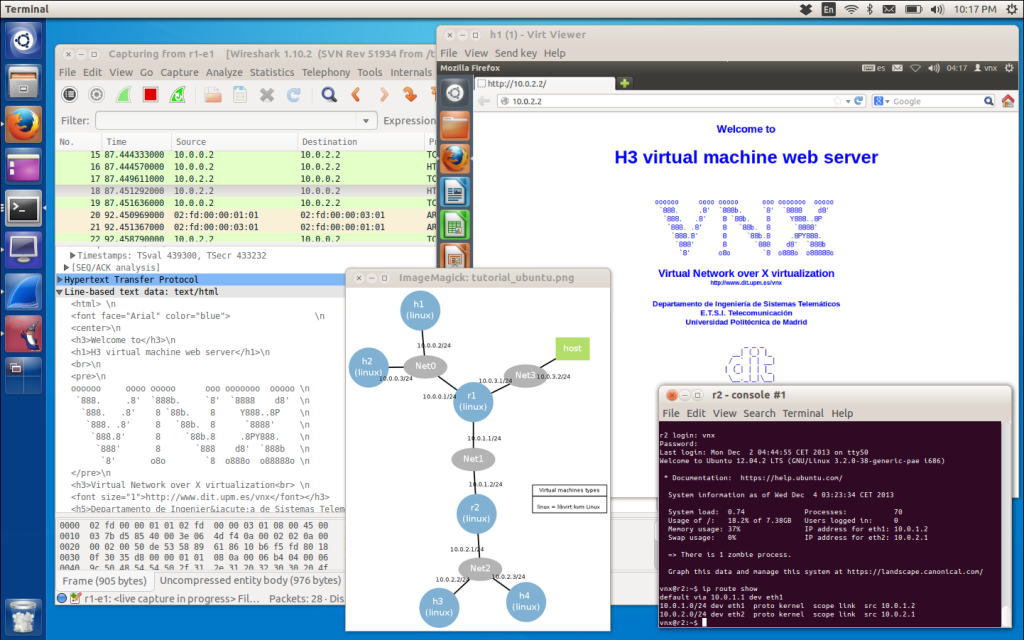 Terminal
En
10:17 PM
Capturing from r1-e1 [Wireshark 1.10.2 (SVN Rev 51934 from /t
File Edit View Go Capture Analyze Statistics Telephony Tools Internals
Filter:
Expression
No. Time Source Destination
15 87.444333000 10.0.0.2 10.0.2.2 TC
16 87.444570000 10.0.0.2 10.0.2.2 HT
17 87.449611000 10.0.2.2 10.0.0.2 TC
18 87.451292000 10.0.2.2 10.0.0.2 HT
19 87.451636000 10.0.0.2 10.0.2.2 TC
20 92.450969000 02:fd:00:00:01:01 02:fd:00:00:03:01 AR
21 92.451367000 02:fd:00:00:03:01 02:fd:00:00:01:01 AR
22 92.458790000 10.0.2.2 10.0.0.2
Timestamps: TSval 439300, TSecr 433232
[SEQ/ACK analysis]
Hypertext Transfer Protocol
Line-based text data: text/html
<html> \n
<font face="Arial" color="blue"> \n
<center>\n
<h3>Welcome to</h3>\n
<h1>H3 virtual machine web server</h1>\n
<br>\n
<pre>\n
oooooo     oooo ooooo      ooo ooooooo  ooooo \n
`888.     .8'  `888b.     `8'  `8888    d8'  \n
`888.   .8'    8 `88b.    8     Y888..8P    \n
`888. .8'     8   `88b.  8      `8888'     \n
`888.8'      8     `88b.8     .8PY888.    \n
`888'       8       `888    d8'  `888b   \n
`8'       o8o        `8  o888o  o88888o \n
</pre>\n
<h3>Virtual Network over X virtualization<br> \n
<font size="1">http://www.dit.upm.es/vnx</font></h3>
<h5>Departamento de Ingenier&iacute;a de Sistemas Telem
0000 02 fd 00 00 01 01 02 fd 00 00 03 01 08 00 45 00
0010 03 7b d5 85 40 00 3e 06 4d f4 0a 00 02 02 0a 00
0020 00 02 00 50 de 53 58 89 61 86 10 b6 f5 fd 80 18
0030 0f 30 35 d8 00 00 01 01 08 0a 00 06 b4 04 00 06
Frame (905 bytes) Uncompressed entity body (976 bytes)
r1-e1: <live capture in progress> Fil... Packets: 28 · Dis
h1 (1) - Virt Viewer
File View Send key Help
Mozilla Firefox
es 04:17 vnx
http://10.0.2.2/
10.0.2.2
Google
Welcome to
H3 virtual machine web server
oooooo     oooo ooooo      ooo ooooooo  ooooo
`888.     .8'  `888b.     `8'  `8888    d8'
`888.   .8'    8 `88b.    8     Y888..8P
`888. .8'     8   `88b.  8      `8888'
`888.8'      8     `88b.8     .8PY888.
`888'       8       `888    d8'  `888b
`8'       o8o        `8  o888o  o88888o
Virtual Network over X virtualization
http://www.dit.upm.es/vnx
Departamento de Ingeniería de Sistemas Telemáticos
E.T.S.I. Telecomunicación
Universidad Politécnica de Madrid
ImageMagick: tutorial_ubuntu.png
h1
(linux)
10.0.0.2/24
host
h2
(linux)
Net0
Net3
10.0.0.3/24
10.0.3.1/24
10.0.3.2/24
10.0.0.1/24
r1
(linux)
10.0.1.1/24
Net1
10.0.1.2/24
Virtual machines types
linux = libvirt kvm Linux
r2
(linux)
10.0.2.1/24
Net2
10.0.2.2/24
10.0.2.3/24
h3
(linux)
h4
(linux)
r2 - console #1
File Edit View Search Terminal Help
r2 login: vnx
Password:
Last login: Mon Dec  2 04:44:55 CET 2013 on ttyS0
Welcome to Ubuntu 12.04.2 LTS (GNU/Linux 3.2.0-38-generic-pae i686)
* Documentation:  https://help.ubuntu.com/
System information as of Wed Dec  4 03:23:34 CET 2013
System load:  0.74 Processes: 70
Usage of /:   18.2% of 7.38GB Users logged in: 0
Memory usage: 37% IP address for eth1: 10.0.1.2
Swap usage:   0% IP address for eth2: 10.0.2.1
=> There is 1 zombie process.
Graph this data and manage this system at https://landscape.canonical.com/
vnx@r2:~$ ip route show
default via 10.0.1.1 dev eth1
10.0.1.0/24 dev eth1  proto kernel  scope link  src 10.0.1.2
10.0.2.0/24 dev eth2  proto kernel  scope link  src 10.0.2.1
vnx@r2:~$